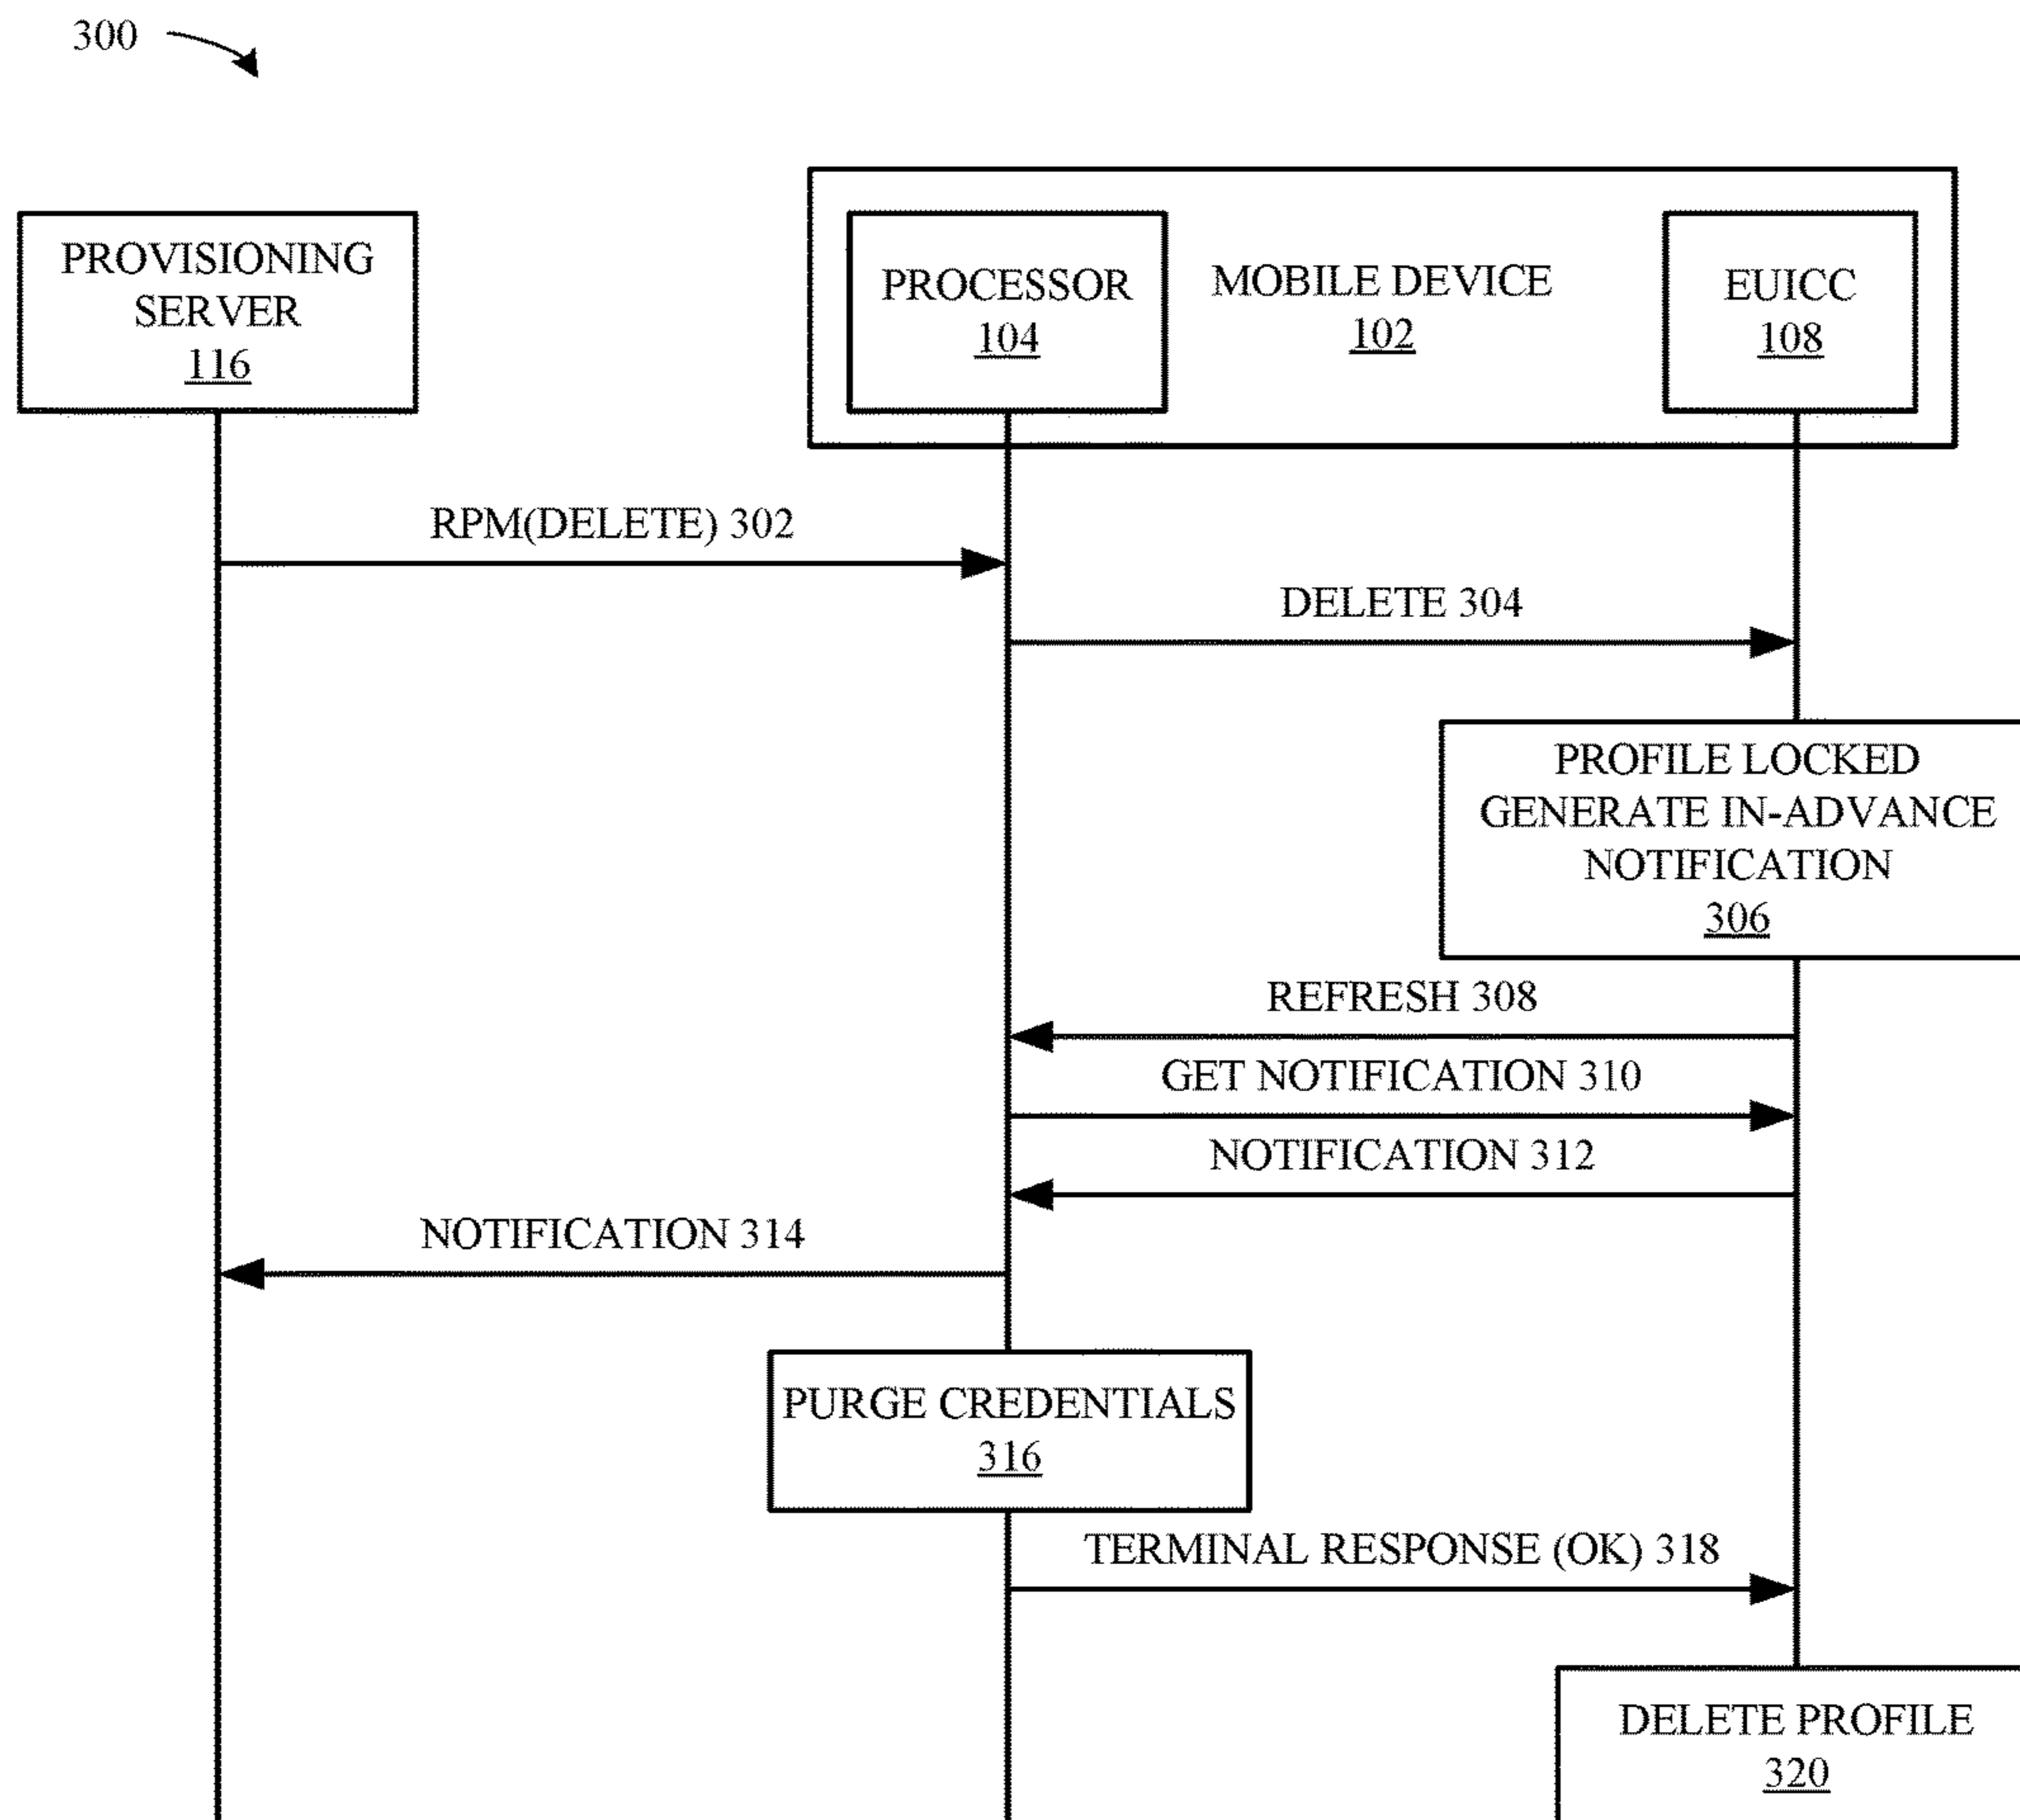 300
PROVISIONING
SERVER
116
PROCESSOR
104
MOBILE DEVICE
102
EUICC
108
RPM(DELETE) 302
DELETE 304
PROFILE LOCKED
GENERATE IN-ADVANCE
NOTIFICATION
306
REFRESH 308
GET NOTIFICATION 310
NOTIFICATION 312
NOTIFICATION 314
PURGE CREDENTIALS
316
TERMINAL RESPONSE (OK) 318
DELETE PROFILE
320